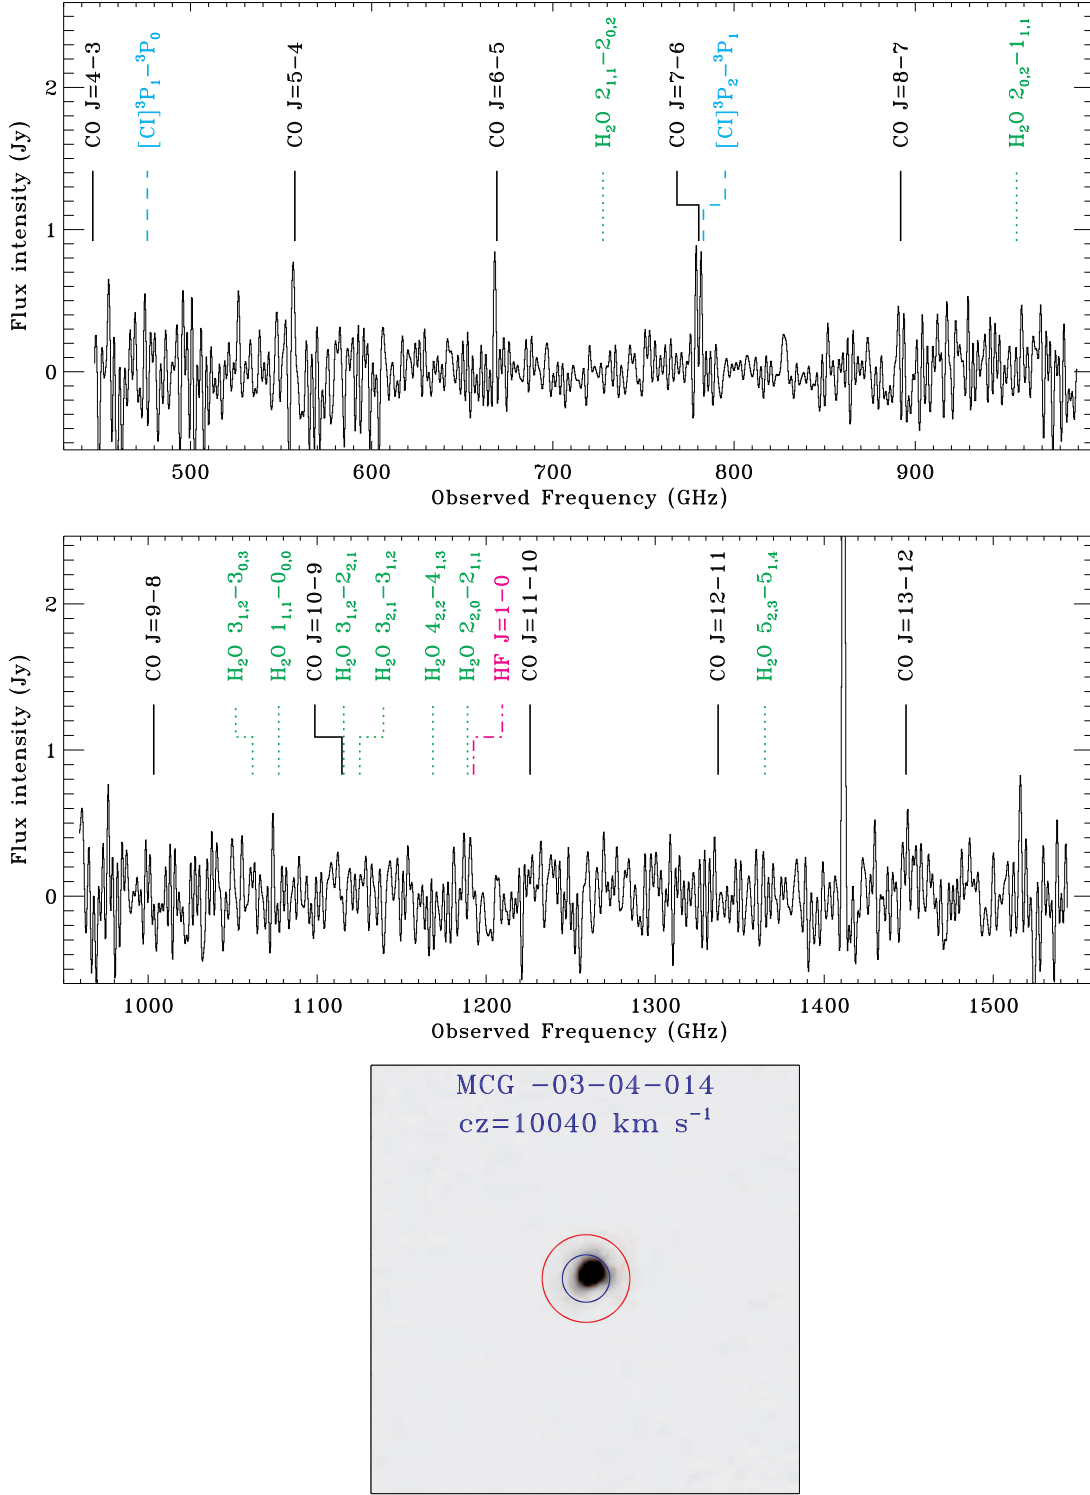 CO J=4−3
[CI]³P₁−³P₀
CO J=5−4
CO J=6−5
H₂O 2₁,₁−2₀,₂
CO J=7−6
[CI]³P₂−³P₁
CO J=8−7
H₂O 2₀,₂−1₁,₁
Flux intensity (Jy)
2
1
0
500 600 700 800 900
Observed Frequency (GHz)
CO J=9−8
H₂O 3₁,₂−3₀,₃
H₂O 1₁,₁−0₀,₀
CO J=10−9
H₂O 3₁,₂−2₂,₁
H₂O 3₂,₁−3₁,₂
H₂O 4₂,₂−4₁,₃
H₂O 2₂,₀−2₁,₁
HF J=1−0
CO J=11−10
CO J=12−11
H₂O 5₂,₃−5₁,₄
CO J=13−12
Flux intensity (Jy)
2
1
0
1000 1100 1200 1300 1400 1500
Observed Frequency (GHz)
MCG −03−04−014
cz=10040 km s⁻¹